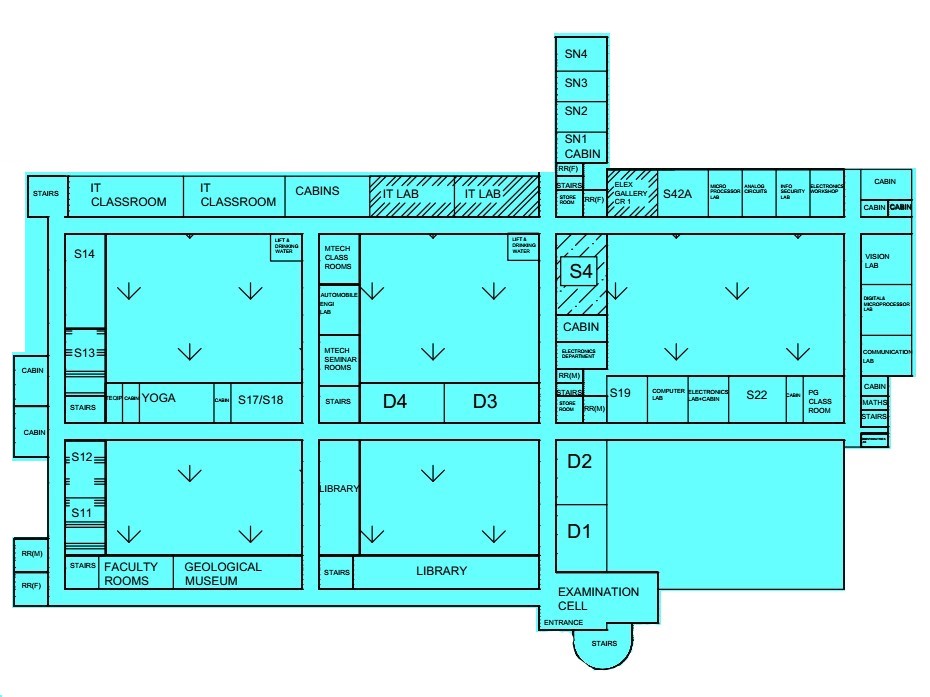 SN4
SN3
SN2
SN1
CABIN
RR(F)
STAIRS
STORE
ROOM
RR(F)
ELEX
GALLERY
CR 1
S42A
MICRO
PROCESSOR
LAB
ANALOG
CIRCUITS
INFO
SECURITY
LAB
ELECTRONICS
WORKSHOP
CABIN
CABIN
CABIN
STAIRS
IT
CLASSROOM
IT
CLASSROOM
CABINS
IT LAB
IT LAB
S14
LIFT &
DRINKING
WATER
MTECH
CLASS
ROOMS
LIFT &
DRINKING
WATER
S4
VISION
LAB
AUTOMOBILE
ENGI
LAB
DIGITAL&
MICROPROCESSOR
LAB
CABIN
S13
MTECH
SEMINAR
ROOMS
ELECTRONICS
DEPARTMENT
COMMUNICATION
LAB
CABIN
RR(M)
STAIRS
STORE
ROOM
RR(M)
STAIRS
CABIN
YOGA
CABIN
S17/S18
STAIRS
D4
D3
S19
COMPUTER
LAB
ELECTRONICS
LAB+CABIN
S22
CABIN
PG
CLASS
ROOM
CABIN
MATHS
STAIRS
CABIN
S12
S11
LIBRARY
D2
D1
RR(M)
RR(F)
STAIRS
FACULTY
ROOMS
GEOLOGICAL
MUSEUM
STAIRS
LIBRARY
EXAMINATION
CELL
ENTRANCE
STAIRS